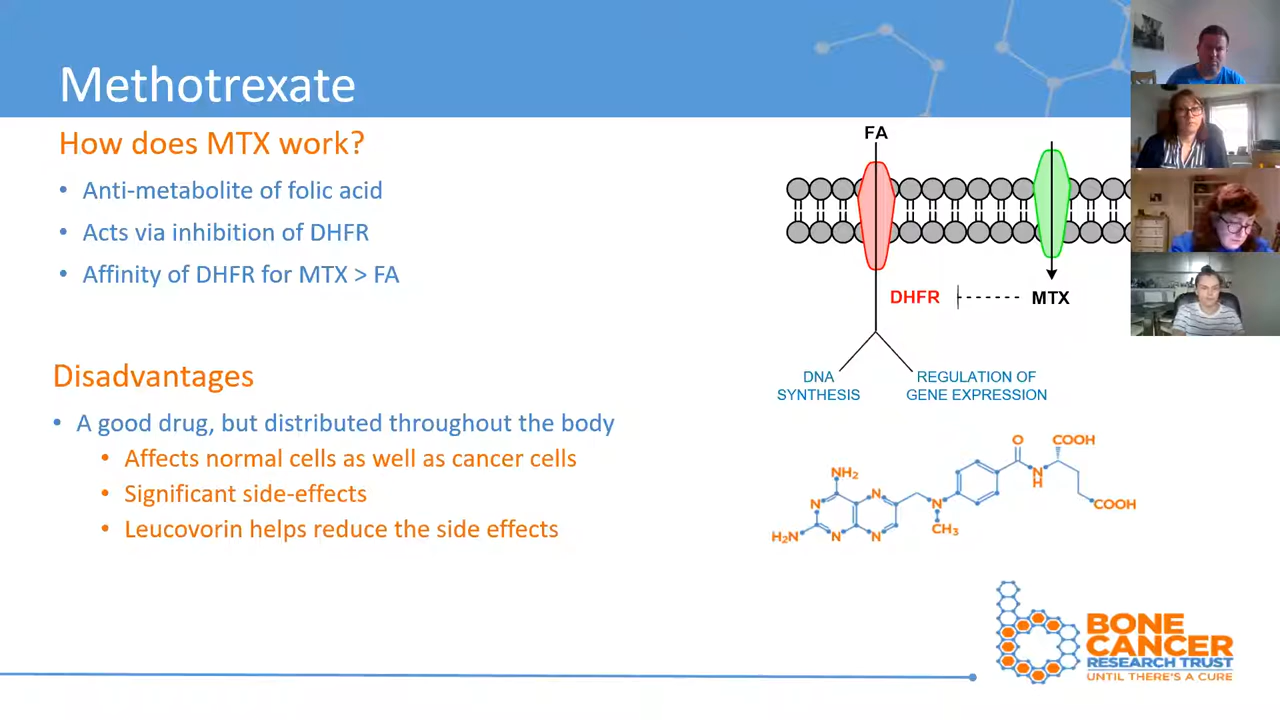 Methotrexate
How does MTX work?
• Anti-metabolite of folic acid
• Acts via inhibition of DHFR
• Affinity of DHFR for MTX > FA
Disadvantages
• A good drug, but distributed throughout the body
• Affects normal cells as well as cancer cells
• Significant side-effects
• Leucovorin helps reduce the side effects
FA
DHFR
MTX
DNA
SYNTHESIS
REGULATION OF
GENE EXPRESSION
O
COOH
NH2
N
N
N
H
N
COOH
H2N
N
N
CH3
BONE
CANCER
RESEARCH TRUST
UNTIL THERE'S A CURE